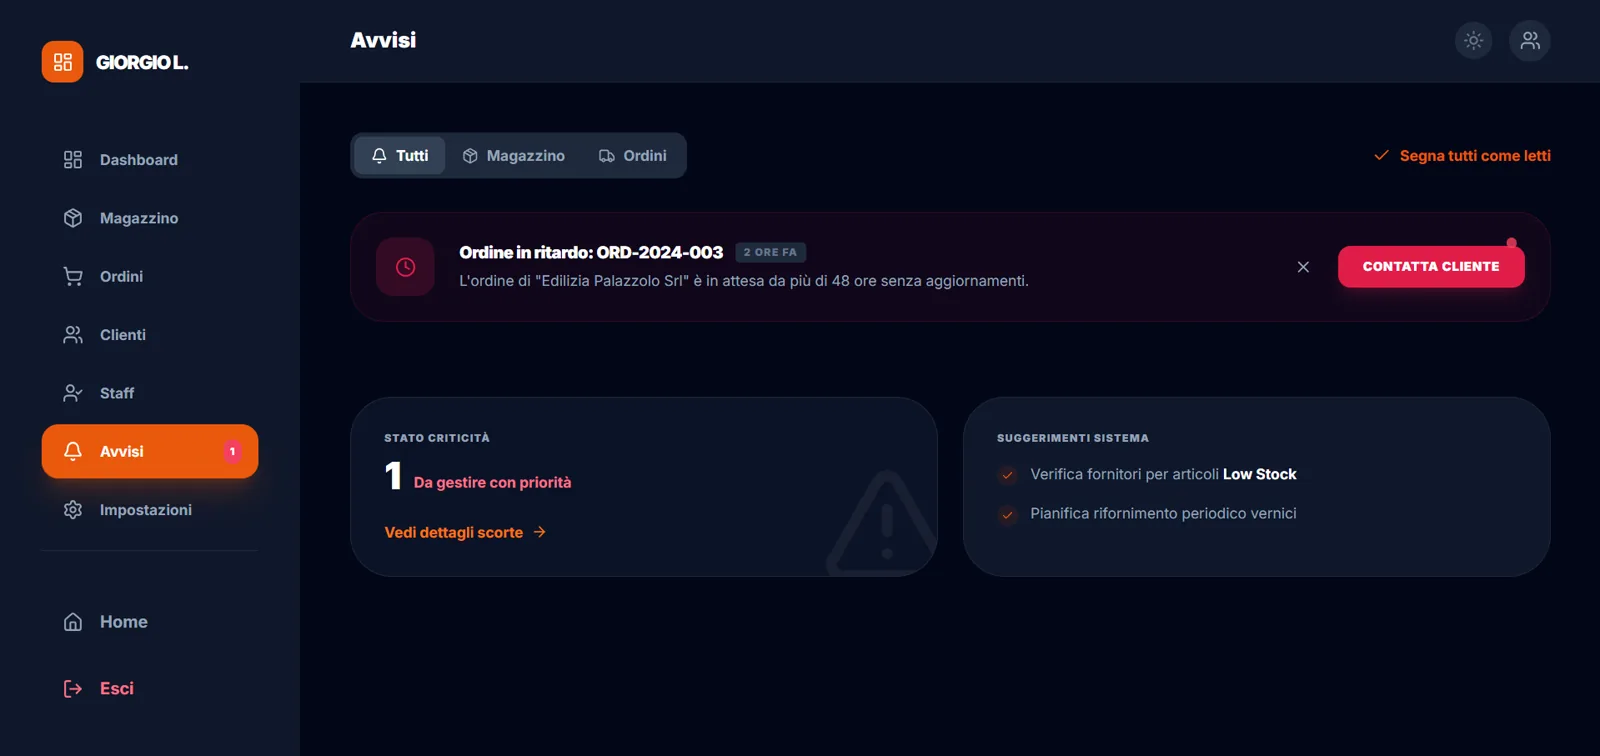 GIORGIO L.
Dashboard
Magazzino
Ordini
Clienti
Staff
Avvisi 1
Impostazioni
Home
Esci
Avvisi
Tutti Magazzino Ordini
Segna tutti come letti
Ordine in ritardo: ORD-2024-003 2 ORE FA
L'ordine di "Edilizia Palazzolo Srl" è in attesa da più di 48 ore senza aggiornamenti.
CONTATTA CLIENTE
STATO CRITICITÀ
1 Da gestire con priorità
Vedi dettagli scorte
SUGGERIMENTI SISTEMA
Verifica fornitori per articoli Low Stock
Pianifica rifornimento periodico vernici